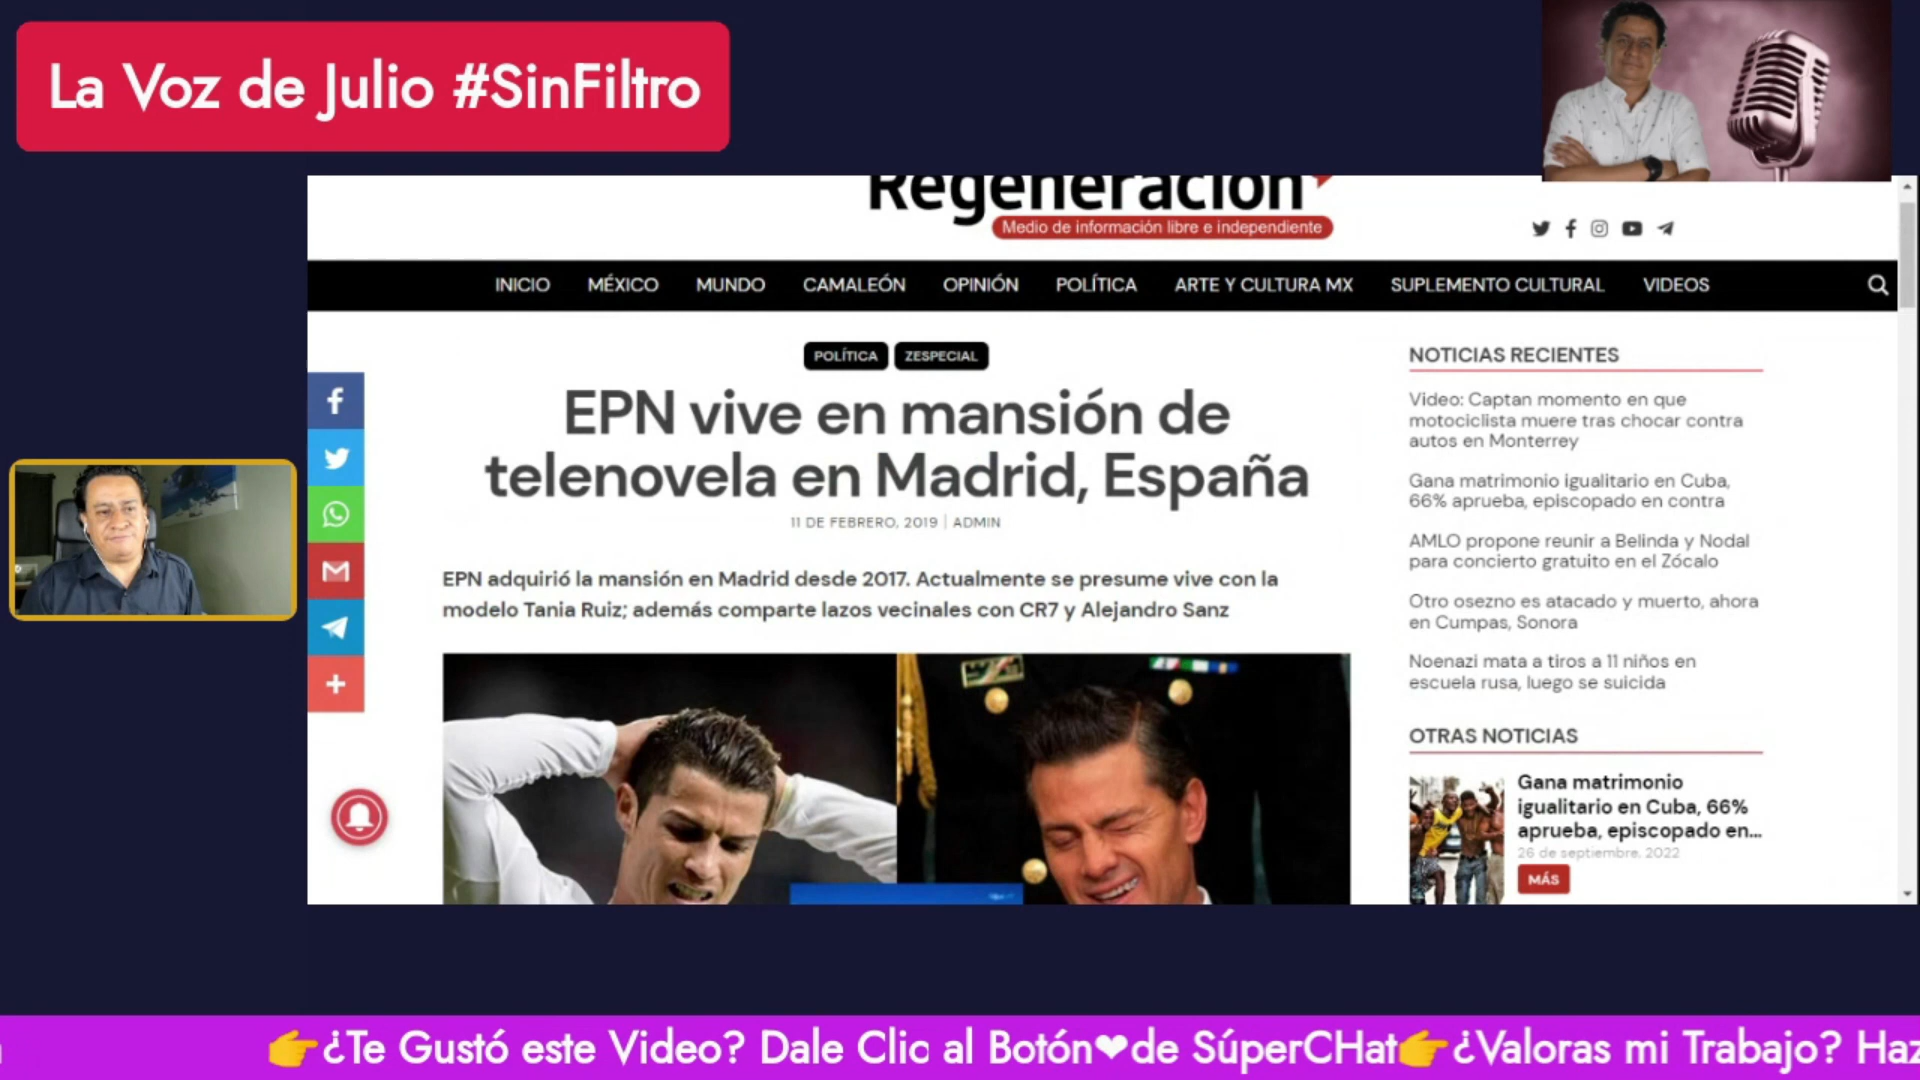 La Voz de Julio #SinFiltro
Regeneración
Medio de información libre e independiente
INICIO MÉXICO MUNDO CAMALEÓN OPINIÓN POLÍTICA ARTE Y CULTURA MX SUPLEMENTO CULTURAL VIDEOS
POLÍTICA ZESPECIAL
EPN vive en mansión de
telenovela en Madrid, España
11 DE FEBRERO, 2019 | ADMIN
EPN adquirió la mansión en Madrid desde 2017. Actualmente se presume vive con la
modelo Tania Ruiz; además comparte lazos vecinales con CR7 y Alejandro Sanz
NOTICIAS RECIENTES
Video: Captan momento en que
motociclista muere tras chocar contra
autos en Monterrey
Gana matrimonio igualitario en Cuba,
66% aprueba, episcopado en contra
AMLO propone reunir a Belinda y Nodal
para concierto gratuito en el Zócalo
Otro osezno es atacado y muerto, ahora
en Cumpas, Sonora
Noenazi mata a tiros a 11 niños en
escuela rusa, luego se suicida
OTRAS NOTICIAS
Gana matrimonio
igualitario en Cuba, 66%
aprueba, episcopado en...
26 de septiembre, 2022
MÁS
👉¿Te Gustó este Video? Dale Clic al Botón❤de SúperCHat👉¿Valoras mi Trabajo? Haz